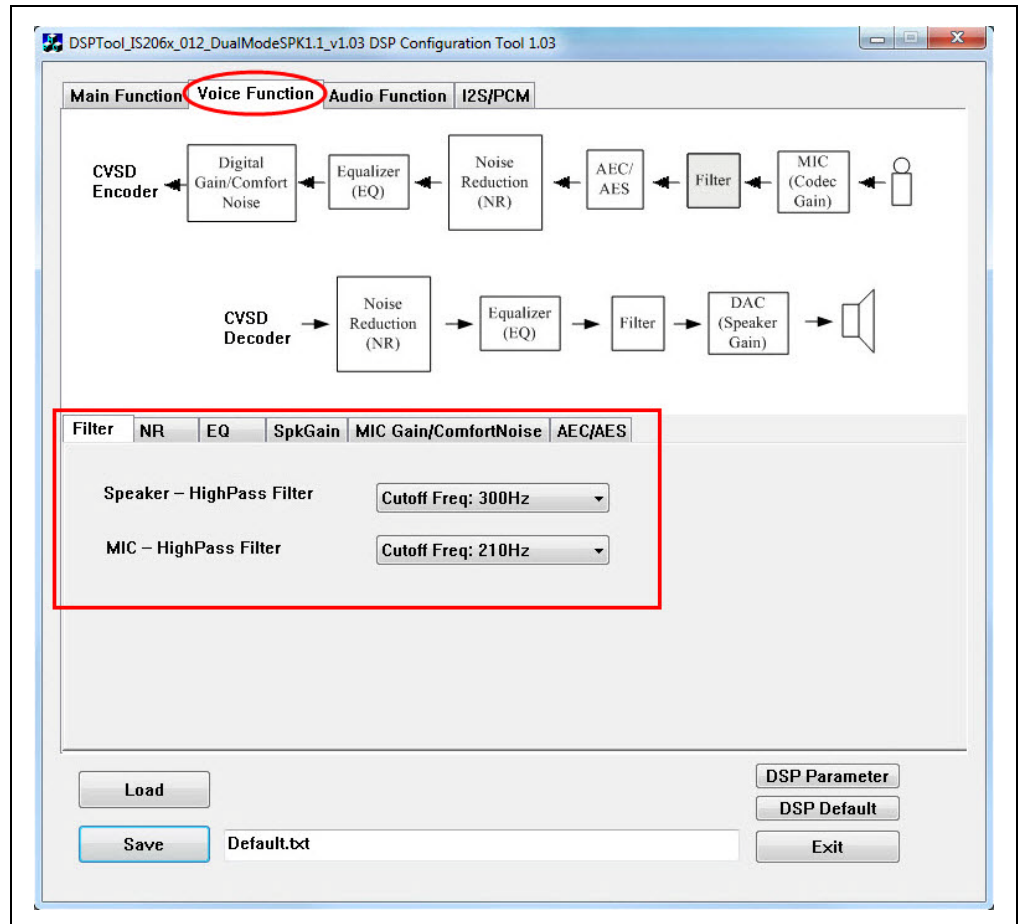 DSPTool_IS206x_012_DualModeSPK1.1_v1.03 DSP Configuration Tool 1.03
Main Function Voice Function Audio Function I2S/PCM
CVSD
Encoder
Digital
Gain/Comfort
Noise
Equalizer
(EQ)
Noise
Reduction
(NR)
AEC/
AES
Filter
MIC
(Codec
Gain)
CVSD
Decoder
Noise
Reduction
(NR)
Equalizer
(EQ)
Filter
DAC
(Speaker
Gain)
Filter NR EQ SpkGain MIC Gain/ComfortNoise AEC/AES
Speaker – HighPass Filter Cutoff Freq: 300Hz
MIC – HighPass Filter Cutoff Freq: 210Hz
Load
DSP Parameter
DSP Default
Save Default.txt Exit